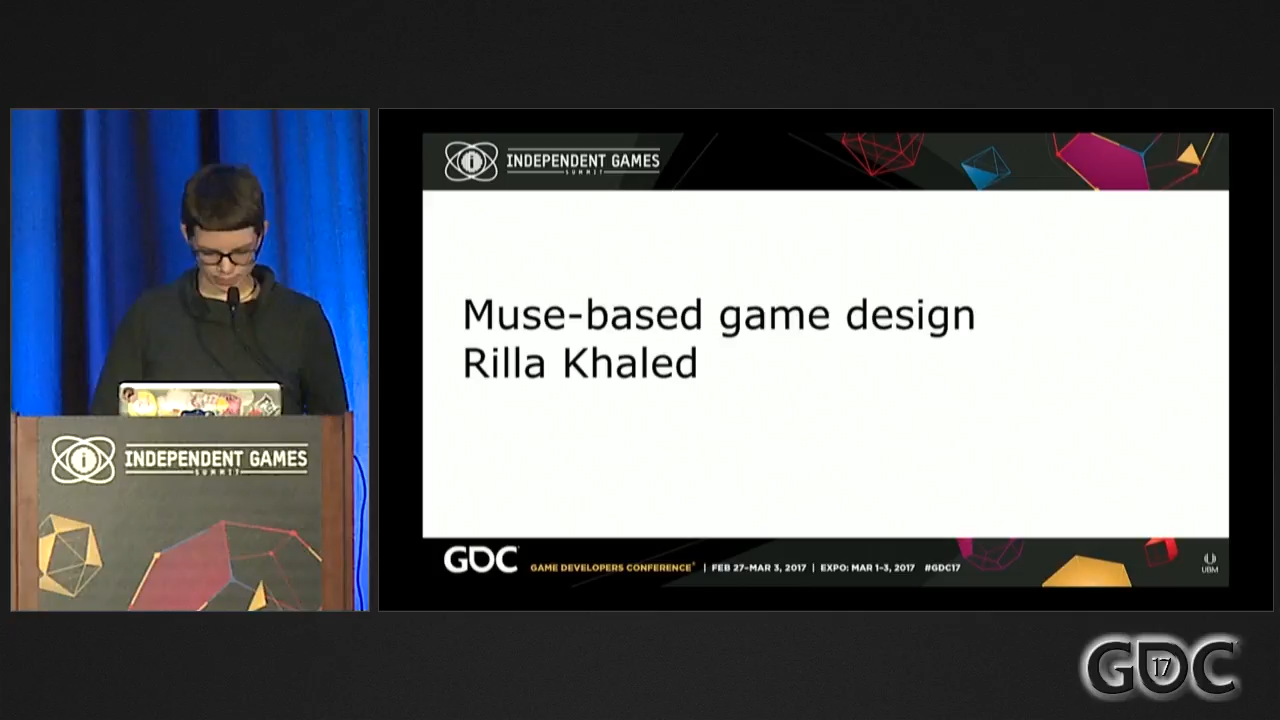 INDEPENDENT GAMES
SUMMIT
Muse-based game design
Rilla Khaled
GDC GAME DEVELOPERS CONFERENCE® | FEB 27–MAR 3, 2017 | EXPO: MAR 1–3, 2017 #GDC17
UBM
INDEPENDENT GAMES
SUMMIT
GDC
17